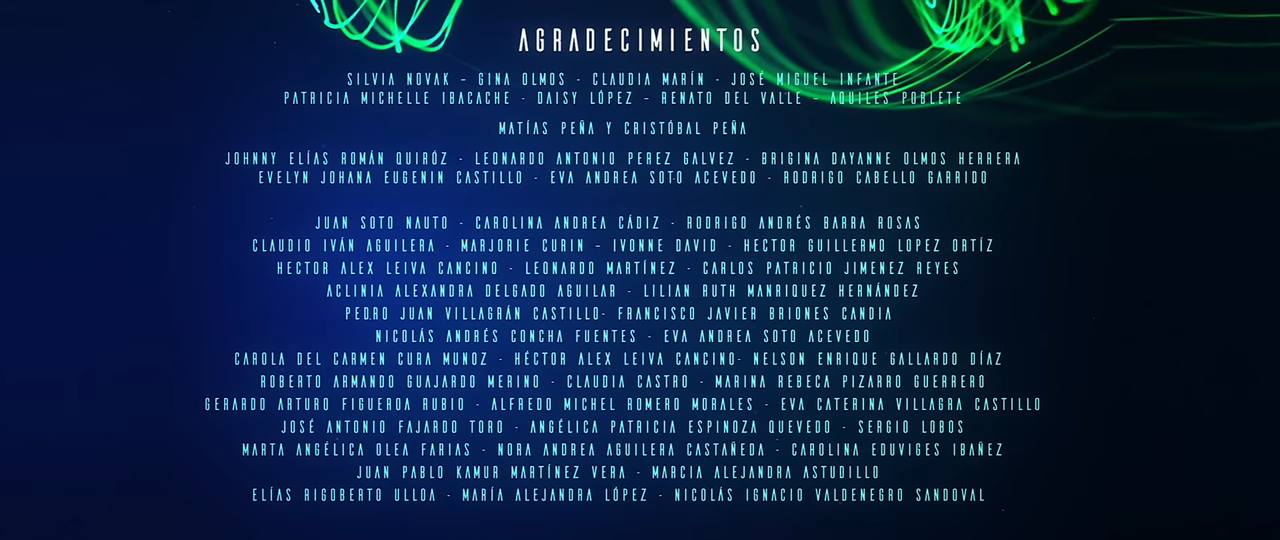 AGRADECIMIENTOS
SILVIA NOVAK - GINA OLMOS - CLAUDIA MARÍN - JOSÉ MIGUEL INFANTE
PATRICIA MICHELLE IBACACHE - DAISY LÓPEZ - RENATO DEL VALLE - AQUILES POBLETE
MATÍAS PEÑA Y CRISTÓBAL PEÑA
JOHNNY ELÍAS ROMÁN QUIRÓZ - LEONARDO ANTONIO PEREZ GALVEZ - BRIGINA DAYANNE OLMOS HERRERA
EVELYN JOHANA EUGENIN CASTILLO - EVA ANDREA SOTO ACEVEDO - RODRIGO CABELLO GARRIDO
JUAN SOTO NAUTO - CAROLINA ANDREA CÁDIZ - RODRIGO ANDRÉS BARRA ROSAS
CLAUDIO IVÁN AGUILERA - MARJORIE CURIN - IVONNE DAVID - HECTOR GUILLERMO LOPEZ ORTÍZ
HECTOR ALEX LEIVA CANCINO - LEONARDO MARTÍNEZ - CARLOS PATRICIO JIMENEZ REYES
ACLINIA ALEXANDRA DELGADO AGUILAR - LILIAN RUTH MANRIQUEZ HERNÁNDEZ
PEDRO JUAN VILLAGRÁN CASTILLO- FRANCISCO JAVIER BRIONES CANDIA
NICOLÁS ANDRÉS CONCHA FUENTES - EVA ANDREA SOTO ACEVEDO
CAROLA DEL CARMEN CURA MUNOZ - HÉCTOR ALEX LEIVA CANCINO- NELSON ENRIQUE GALLARDO DÍAZ
ROBERTO ARMANDO GUAJARDO MERINO - CLAUDIA CASTRO - MARINA REBECA PIZARRO GUERRERO
GERARDO ARTURO FIGUEROA RUBIO - ALFREDO MICHEL ROMERO MORALES - EVA CATERINA VILLAGRA CASTILLO
JOSÉ ANTONIO FAJARDO TORO - ANGÉLICA PATRICIA ESPINOZA QUEVEDO - SERGIO LOBOS
MARTA ANGÉLICA OLEA FARIAS - NORA ANDREA AGUILERA CASTAÑEDA - CAROLINA EDUVIGES IBAÑEZ
JUAN PABLO KAMUR MARTÍNEZ VERA - MARCIA ALEJANDRA ASTUDILLO
ELÍAS RIGOBERTO ULLOA - MARÍA ALEJANDRA LÓPEZ - NICOLÁS IGNACIO VALDENEGRO SANDOVAL